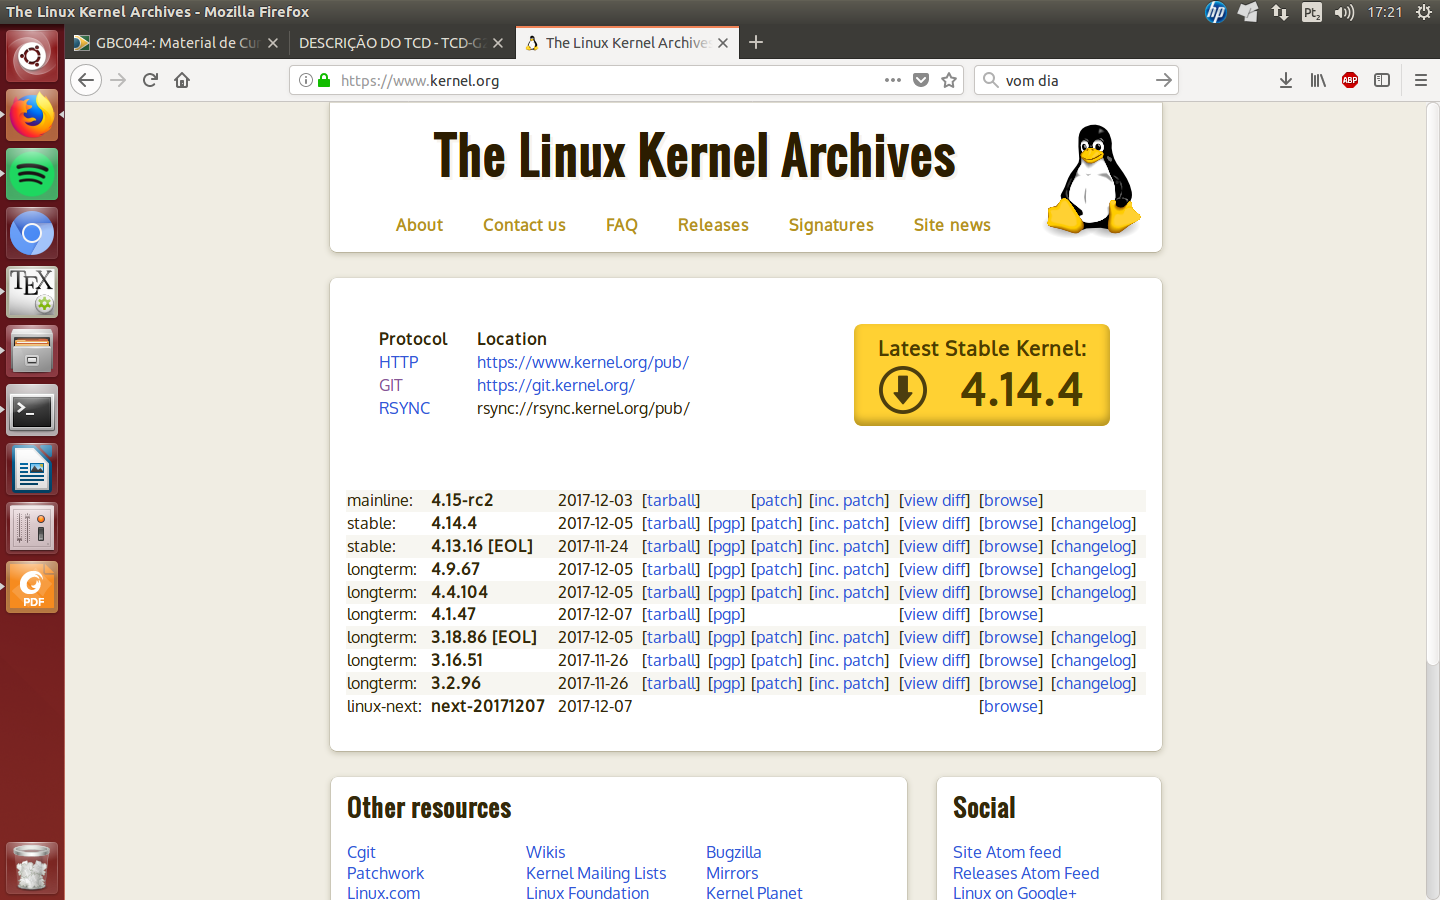 The Linux Kernel Archives - Mozilla Firefox
hp Pt2 17:21
GBC044-: Material de Cur
DESCRIÇÃO DO TCD - TCD-G
The Linux Kernel Archives
https://www.kernel.org
vom dia
ABP
The Linux Kernel Archives
About Contact us FAQ Releases Signatures Site news
Protocol Location
HTTP https://www.kernel.org/pub/
GIT https://git.kernel.org/
RSYNC rsync://rsync.kernel.org/pub/
Latest Stable Kernel:
4.14.4
mainline: 4.15-rc2 2017-12-03 [tarball] [patch] [inc. patch] [view diff] [browse]
stable: 4.14.4 2017-12-05 [tarball] [pgp] [patch] [inc. patch] [view diff] [browse] [changelog]
stable: 4.13.16 [EOL] 2017-11-24 [tarball] [pgp] [patch] [inc. patch] [view diff] [browse] [changelog]
longterm: 4.9.67 2017-12-05 [tarball] [pgp] [patch] [inc. patch] [view diff] [browse] [changelog]
longterm: 4.4.104 2017-12-05 [tarball] [pgp] [patch] [inc. patch] [view diff] [browse] [changelog]
longterm: 4.1.47 2017-12-07 [tarball] [pgp] [view diff] [browse]
longterm: 3.18.86 [EOL] 2017-12-05 [tarball] [pgp] [patch] [inc. patch] [view diff] [browse] [changelog]
longterm: 3.16.51 2017-11-26 [tarball] [pgp] [patch] [inc. patch] [view diff] [browse] [changelog]
longterm: 3.2.96 2017-11-26 [tarball] [pgp] [patch] [inc. patch] [view diff] [browse] [changelog]
linux-next: next-20171207 2017-12-07 [browse]
Other resources
Cgit Wikis Bugzilla
Patchwork Kernel Mailing Lists Mirrors
Linux.com Linux Foundation Kernel Planet
Social
Site Atom feed
Releases Atom Feed
Linux on Google+
TEX
PDF